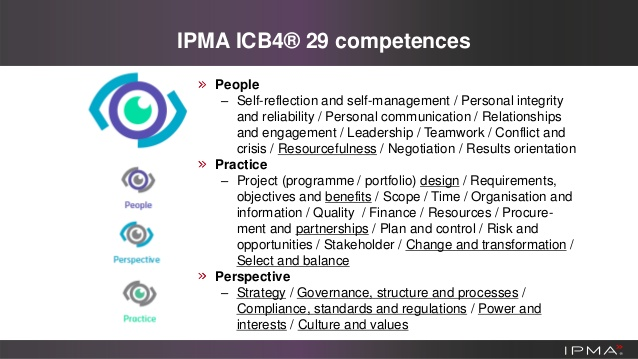 IPMA ICB4® 29 competences
» People
– Self-reflection and self-management / Personal integrity
and reliability / Personal communication / Relationships
and engagement / Leadership / Teamwork / Conflict and
crisis / Resourcefulness / Negotiation / Results orientation
» Practice
– Project (programme / portfolio) design / Requirements,
objectives and benefits / Scope / Time / Organisation and
information / Quality / Finance / Resources / Procure-
ment and partnerships / Plan and control / Risk and
opportunities / Stakeholder / Change and transformation /
Select and balance
» Perspective
– Strategy / Governance, structure and processes /
Compliance, standards and regulations / Power and
interests / Culture and values
People
Perspective
Practice
IPMA